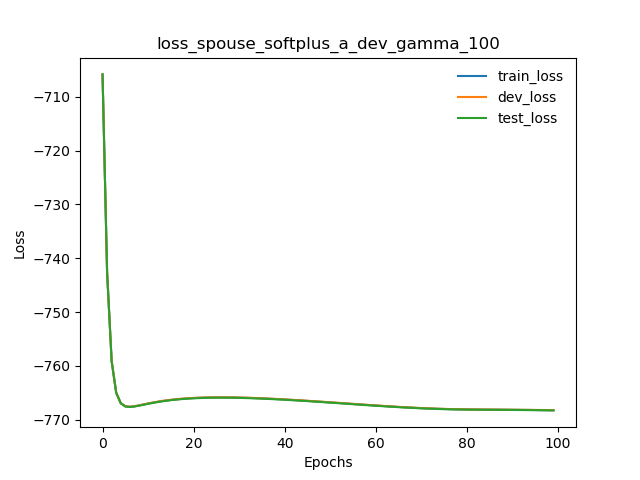 loss_spouse_softplus_a_dev_gamma_100
train_loss
dev_loss
test_loss
−710
−720
−730
−740
−750
−760
−770
Loss
0 20 40 60 80 100
Epochs